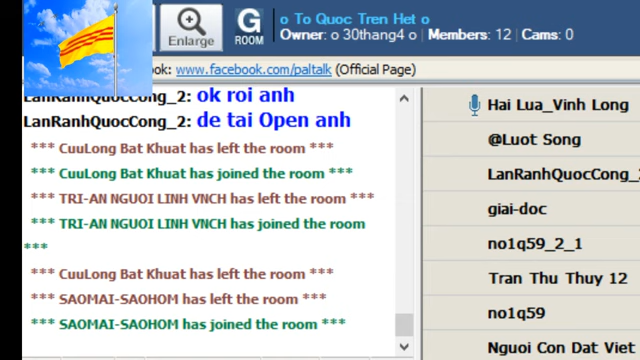 Enlarge
G
ROOM
o To Quoc Tren Het o
Owner: o 30thang4 o | Members: 12 | Cams: 0
ook: www.facebook.com/paltalk (Official Page)
LanRanhQuocCong_2: ok roi anh
LanRanhQuocCong_2: de tai Open anh
*** CuuLong Bat Khuat has left the room ***
*** CuuLong Bat Khuat has joined the room ***
*** TRI-AN NGUOI LINH VNCH has left the room ***
*** TRI-AN NGUOI LINH VNCH has joined the room
***
*** CuuLong Bat Khuat has left the room ***
*** SAOMAI-SAOHOM has left the room ***
*** SAOMAI-SAOHOM has joined the room ***
Hai Lua_Vinh Long
@Luot Song
LanRanhQuocCong_2
giai-doc
no1q59_2_1
Tran Thu Thuy 12
no1q59
Nguoi Con Dat Viet